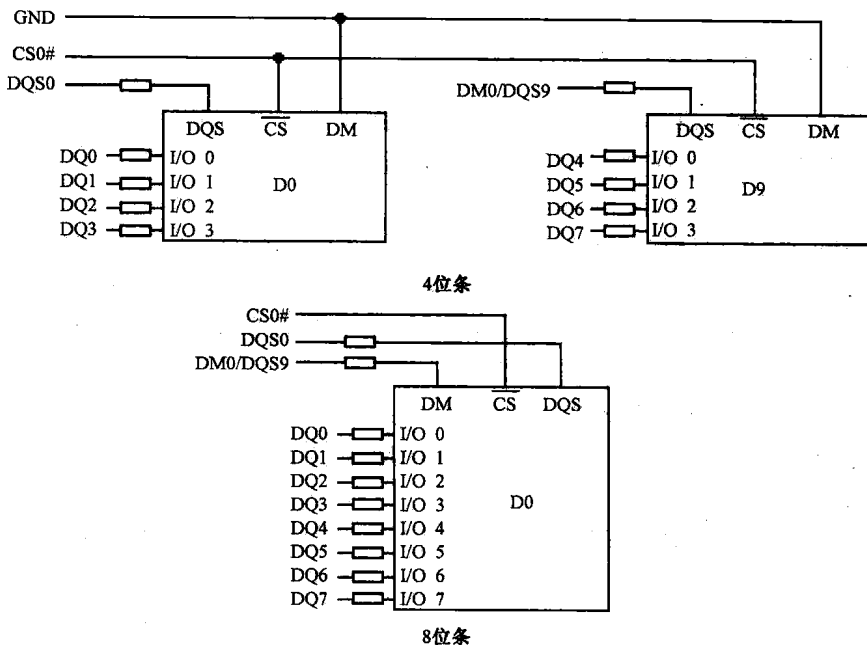 GND
CS0#
DQS0
DM0/DQS9
DQS CS DM
DQ0 I/O 0
DQ1 I/O 1
DQ2 I/O 2
DQ3 I/O 3
D0
DQS CS DM
DQ4 I/O 0
DQ5 I/O 1
DQ6 I/O 2
DQ7 I/O 3
D9
4位条
CS0#
DQS0
DM0/DQS9
DM CS DQS
DQ0 I/O 0
DQ1 I/O 1
DQ2 I/O 2
DQ3 I/O 3
DQ4 I/O 4
DQ5 I/O 5
DQ6 I/O 6
DQ7 I/O 7
D0
8位条